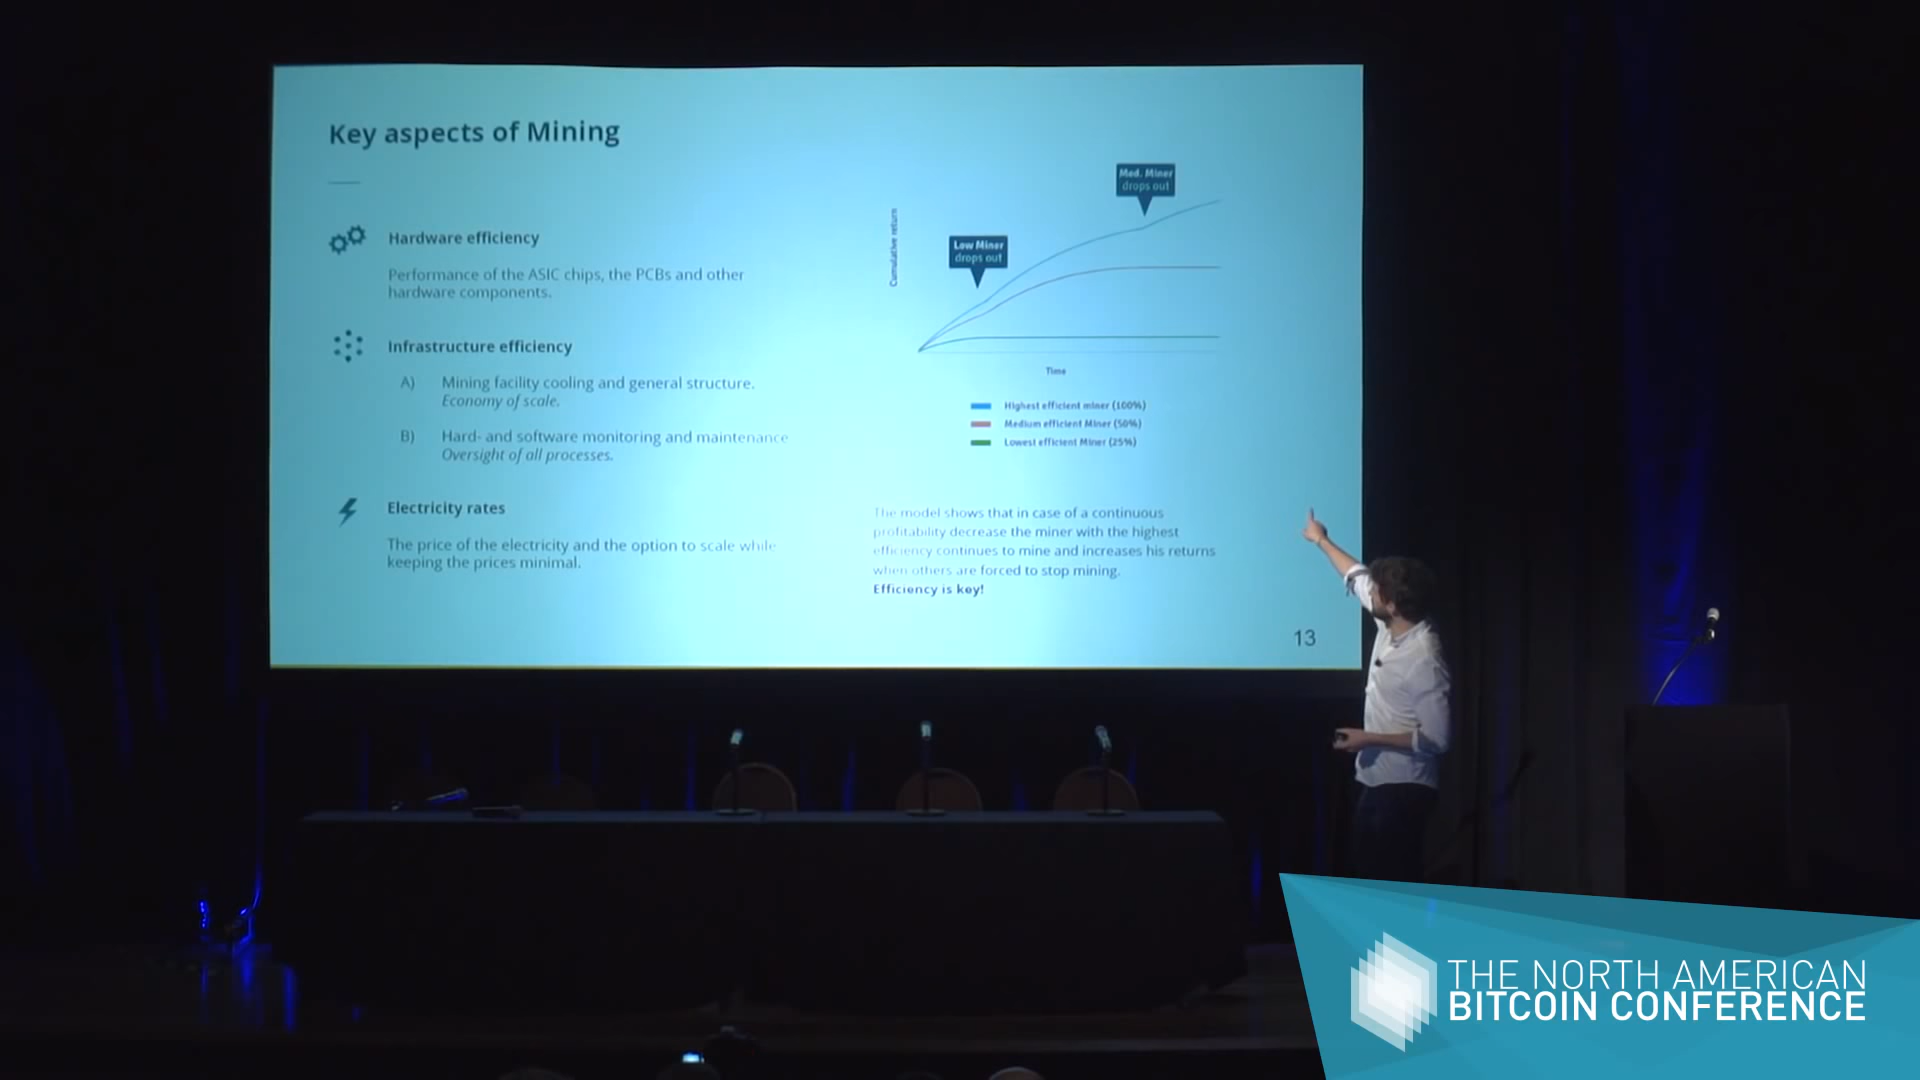 Key aspects of Mining
Hardware efficiency
Performance of the ASIC chips, the PCBs and other
hardware components.
Infrastructure efficiency
A) Mining facility cooling and general structure.
Economy of scale.
B) Hard- and software monitoring and maintenance
Oversight of all processes.
Electricity rates
The price of the electricity and the option to scale while
keeping the prices minimal.
Med. Miner
drops out
Low Miner
drops out
Cumulative return
Time
Highest efficient miner (100%)
Medium efficient Miner (50%)
Lowest efficient Miner (25%)
The model shows that in case of a continuous
profitability decrease the miner with the highest
efficiency continues to mine and increases his returns
when others are forced to stop mining.
Efficiency is key!
13
THE NORTH AMERICAN
BITCOIN CONFERENCE